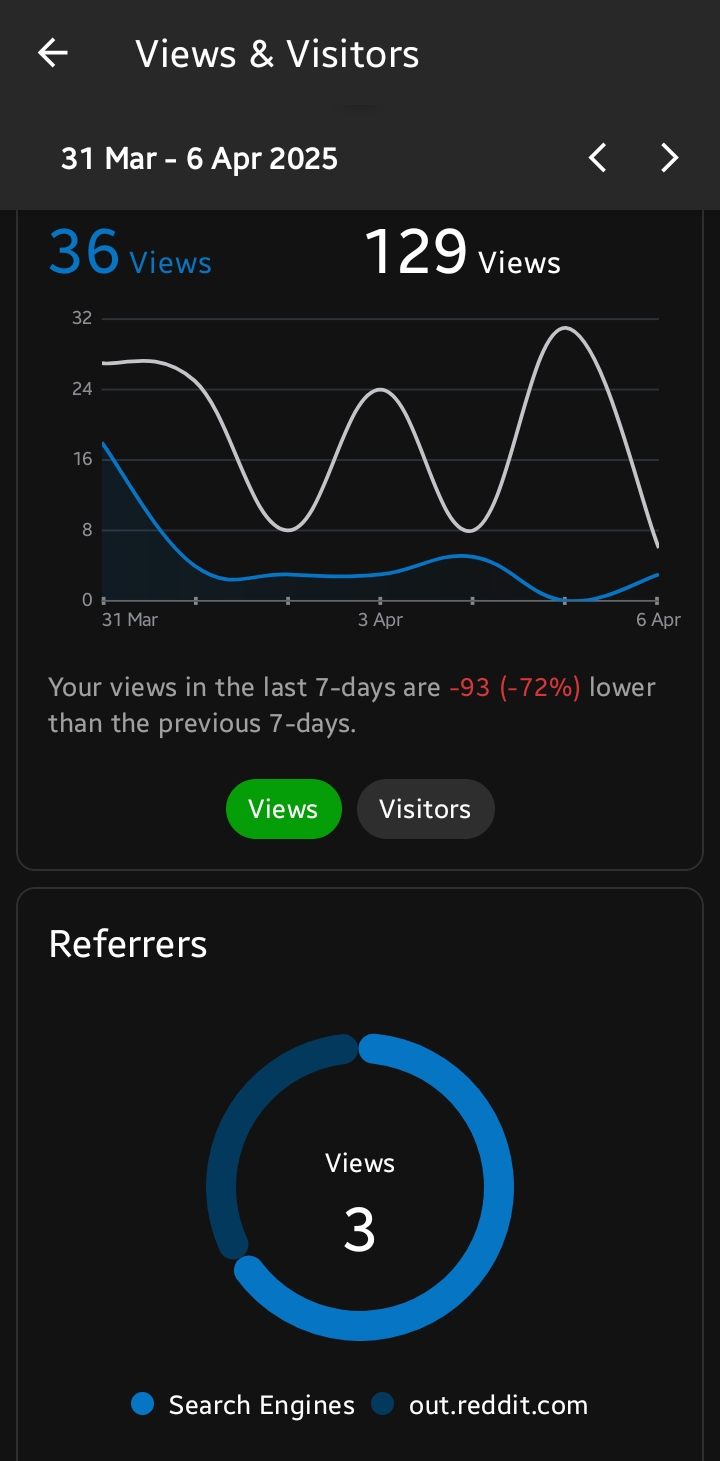 Views & Visitors
31 Mar - 6 Apr 2025
36 Views 129 Views
32
24
16
8
0
31 Mar 3 Apr 6 Apr
Your views in the last 7-days are -93 (-72%) lower
than the previous 7-days.
Views Visitors
Referrers
Views
3
Search Engines out.reddit.com